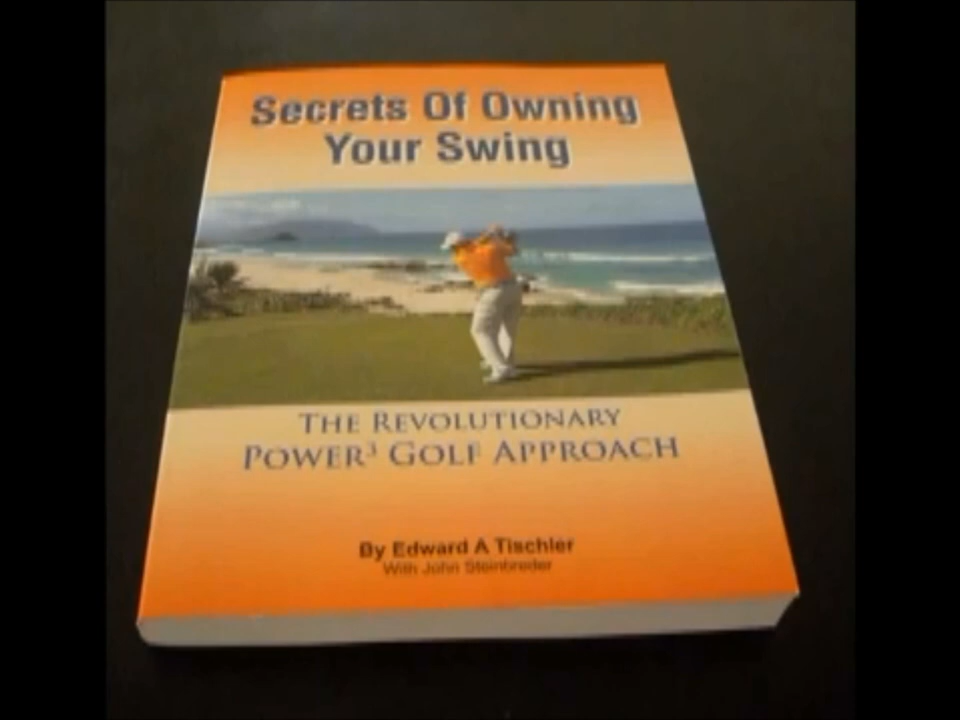 Secrets Of Owning
Your Swing
THE REVOLUTIONARY
POWER³ GOLF APPROACH
By Edward A Tischler
With John Steinbreder